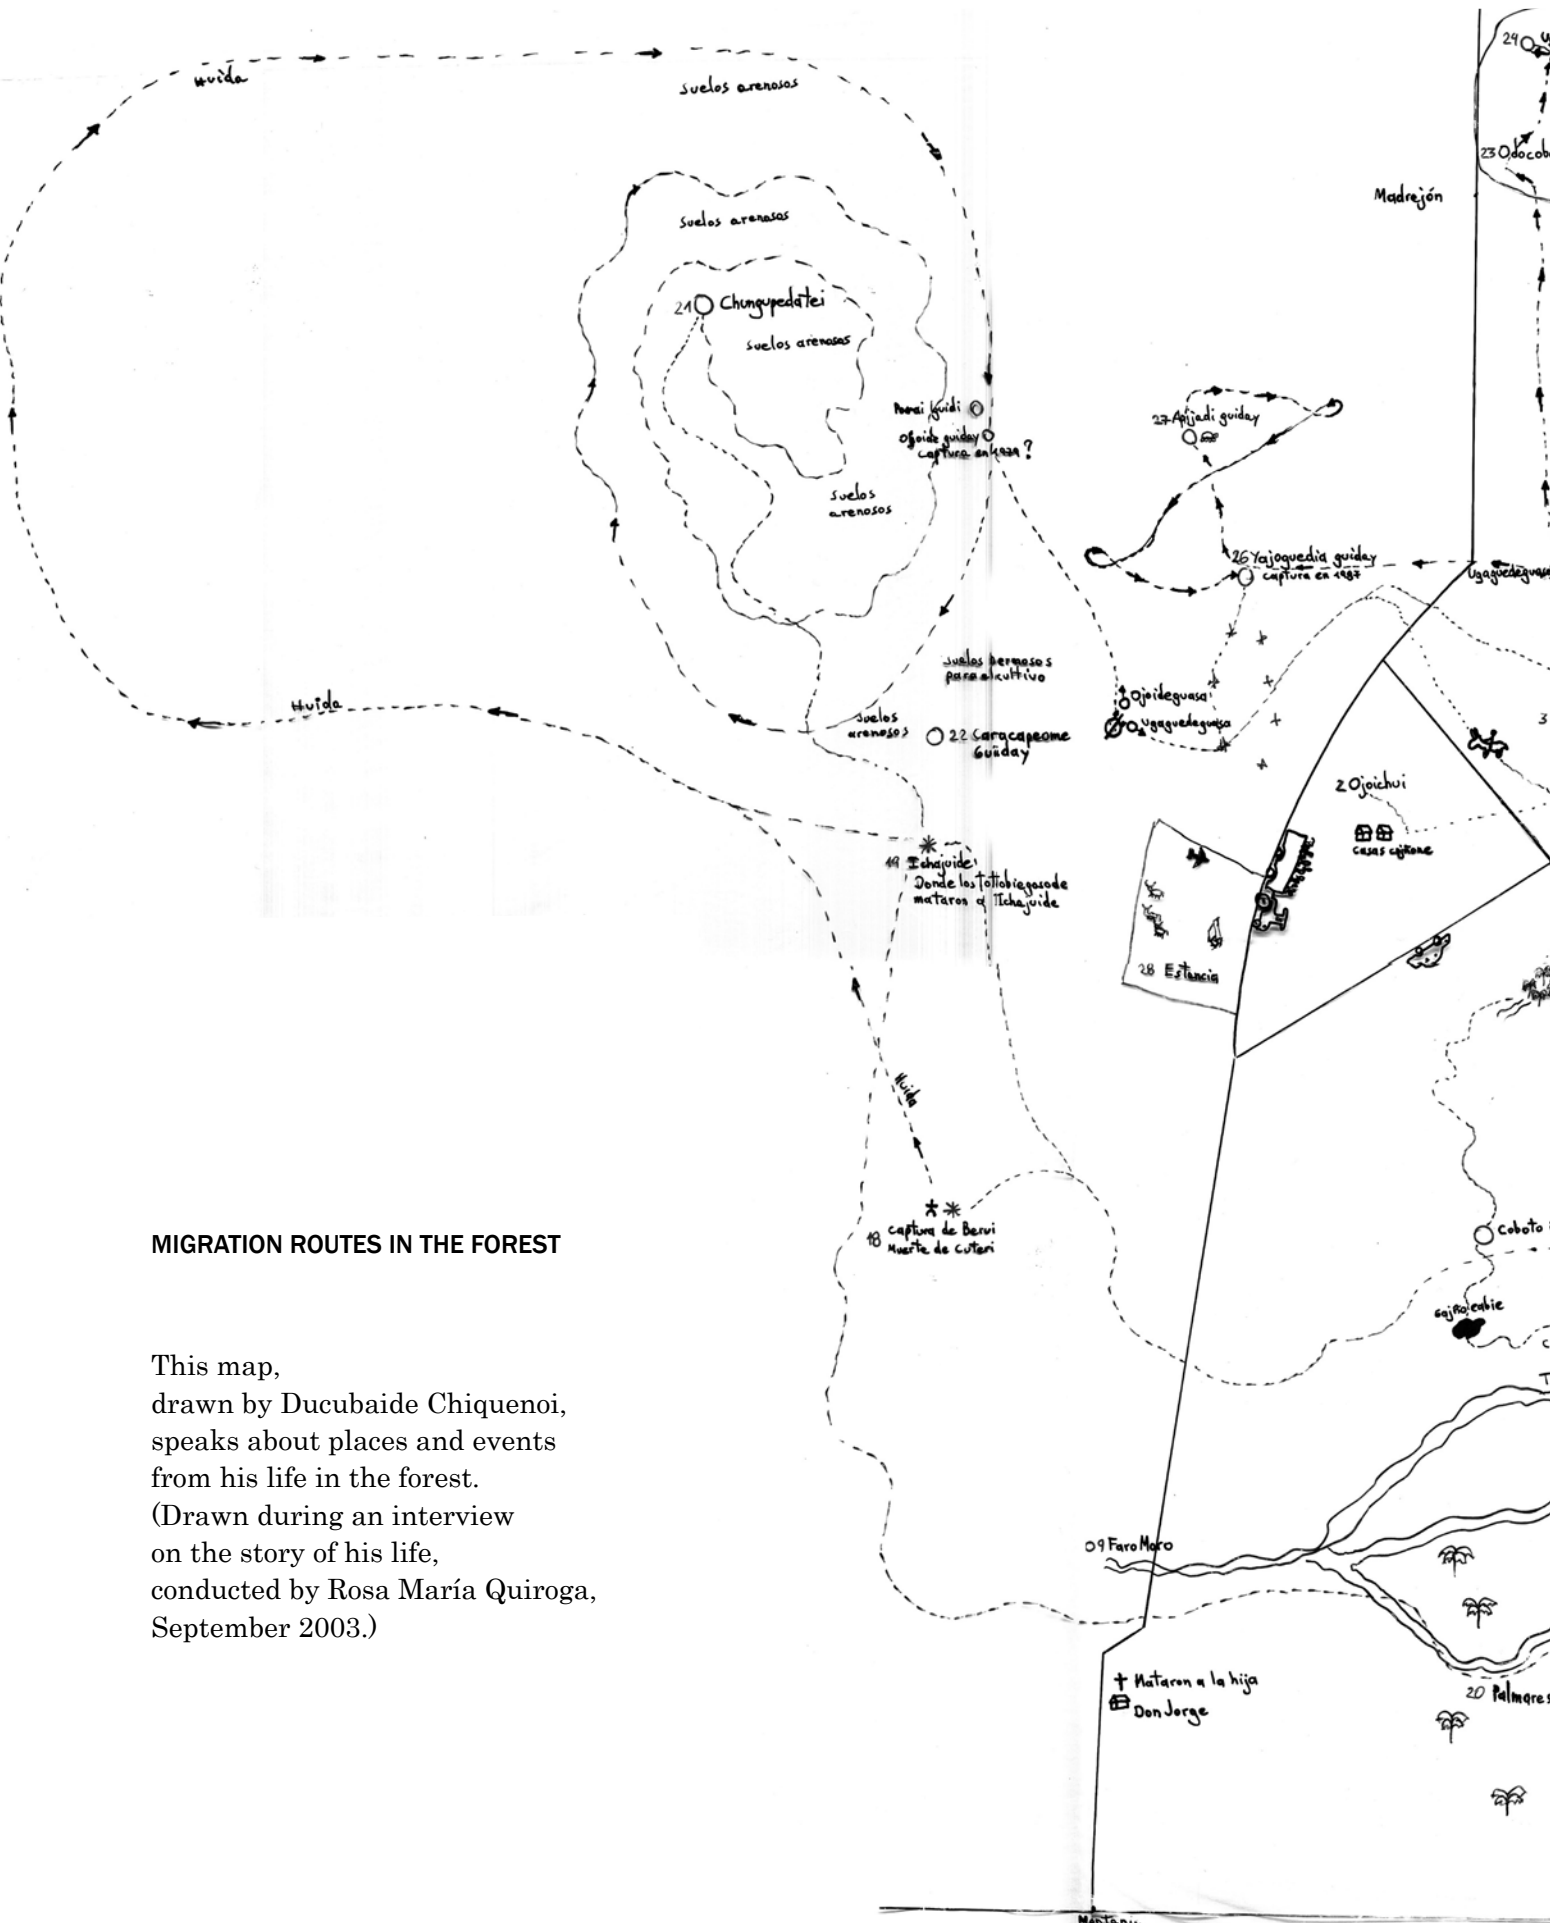 Huida
Suelos arenosos
24
23
Madrejón
Suelos arenosos
21 Chungupedatei
Suelos arenosos
27 Apijadi guiday
captura en
Suelos
arenosos
26 Yajoguedia guiday
captura en 1987
Suelos hermosos
para el cultivo
Ojoideguasa
Ugaguedeguasa
Huida
Suelos
arenosos
22 Caracapeome
Guiday
2 Ojoichui
19 Ichajuide
Donde los
mataron a Ichajuide
28 Estancia
Huida
18 Captura de Berui
Muerte de Cuteri
Coboto
MIGRATION ROUTES IN THE FOREST
This map,
drawn by Ducubaide Chiquenoi,
speaks about places and events
from his life in the forest.
(Drawn during an interview
on the story of his life,
conducted by Rosa María Quiroga,
September 2003.)
09 Faro Moro
Mataron a la hija
Don Jorge
20 Palmares